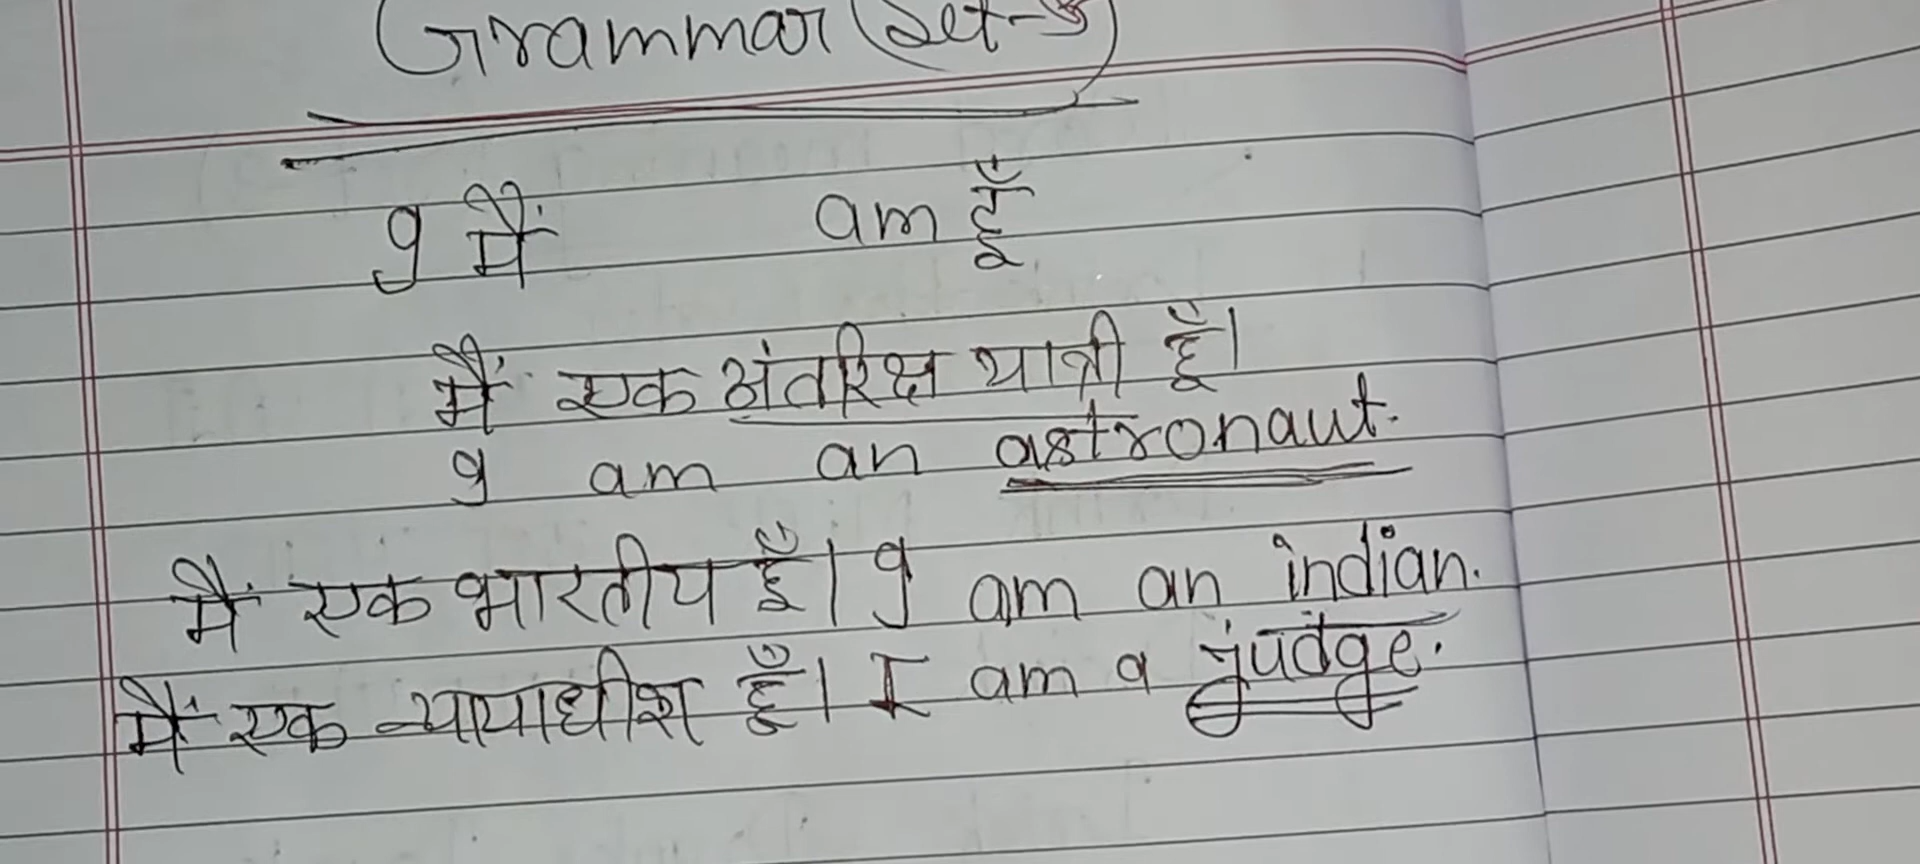 Grammar (Set-5)
I मैं am हूँ
मैं एक अंतरिक्ष यात्री हूँ।
I am an astronaut.
मैं एक भारतीय हूँ। I am an indian.
मैं एक न्यायाधीश हूँ। I am a judge.